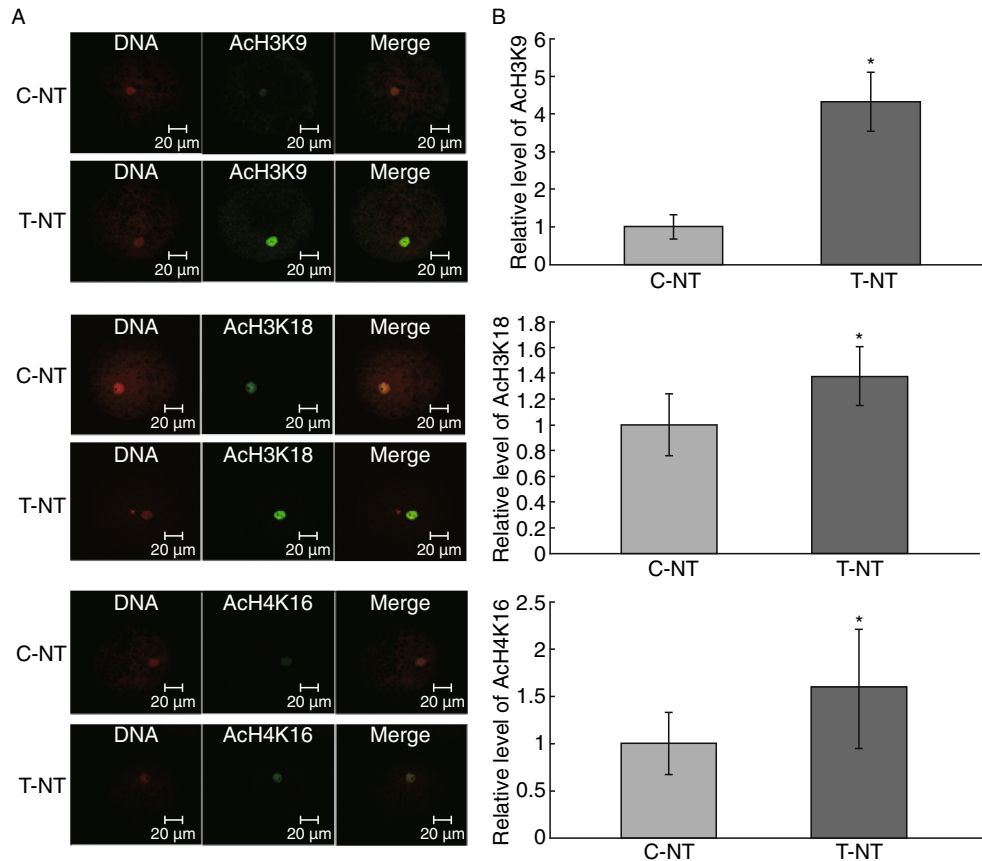 A
DNA AcH3K9 Merge
C-NT
20 µm 20 µm 20 µm
DNA AcH3K9 Merge
T-NT
20 µm 20 µm 20 µm
DNA AcH3K18 Merge
C-NT
20 µm 20 µm 20 µm
DNA AcH3K18 Merge
T-NT
20 µm 20 µm 20 µm
DNA AcH4K16 Merge
C-NT
20 µm 20 µm 20 µm
DNA AcH4K16 Merge
T-NT
20 µm 20 µm 20 µm
B
Relative level of AcH3K9
6
5
4
3
2
1
0
*
C-NT T-NT
Relative level of AcH3K18
1.8
1.6
1.4
1.2
1
0.8
0.6
0.4
0.2
0
*
C-NT T-NT
Relative level of AcH4K16
2.5
2
1.5
1
0.5
0
*
C-NT T-NT